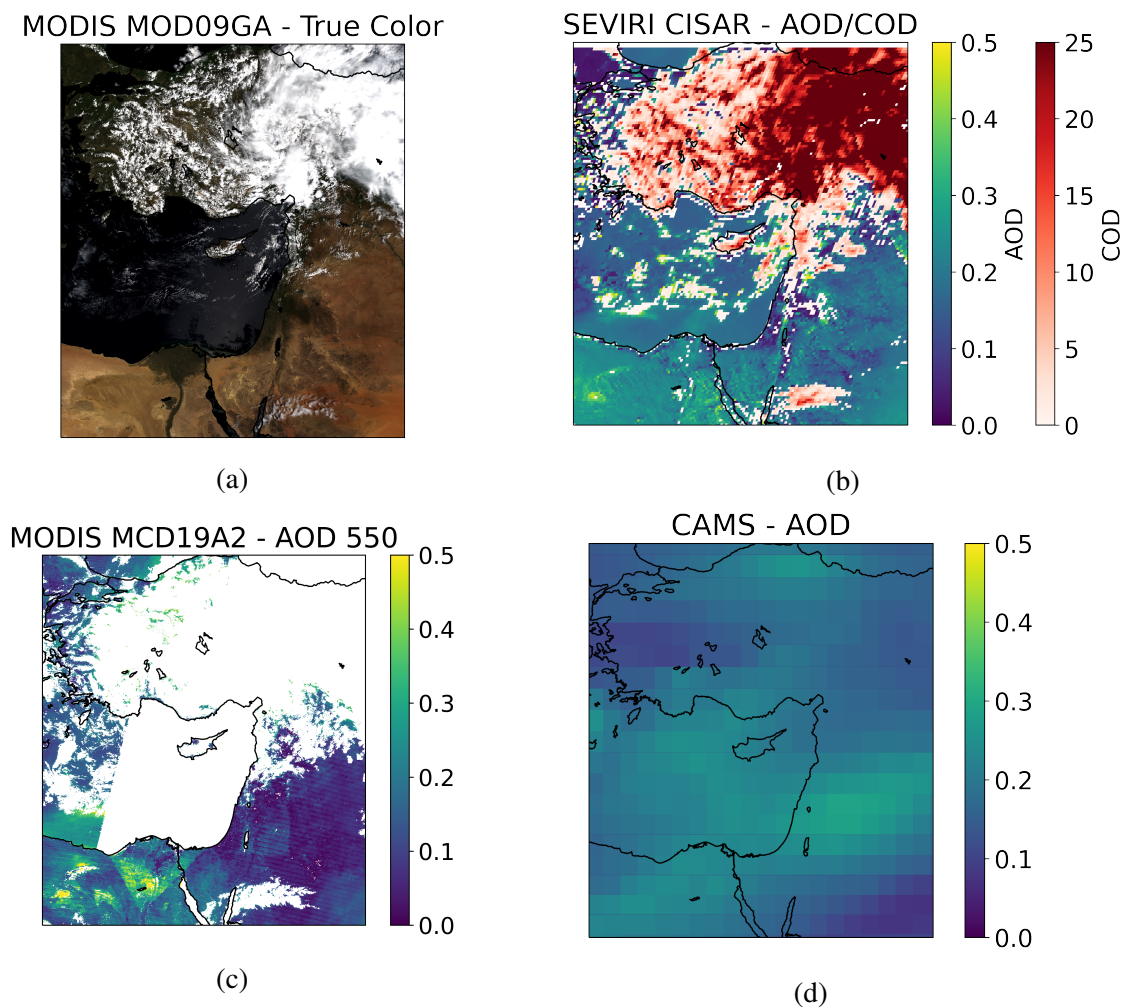 MODIS MOD09GA - True Color
(a)
SEVIRI CISAR - AOD/COD
0.5
0.4
0.3
0.2
0.1
0.0
AOD
25
20
15
10
5
0
COD
(b)
MODIS MCD19A2 - AOD 550
0.5
0.4
0.3
0.2
0.1
0.0
(c)
CAMS - AOD
0.5
0.4
0.3
0.2
0.1
0.0
(d)